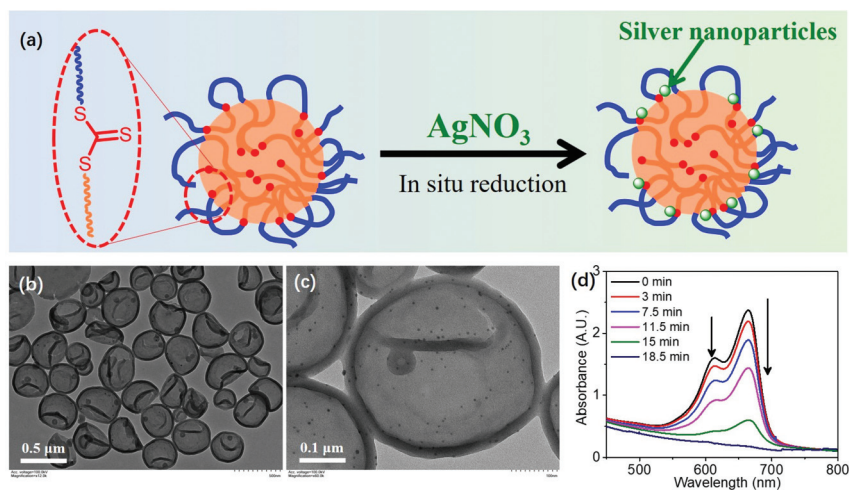 (a)
Silver nanoparticles
S
S
S
AgNO3
In situ reduction
(b)
0.5 μm
(c)
0.1 μm
(d)
0 min
3 min
7.5 min
11.5 min
15 min
18.5 min
Absorbance (A.U.)
3
2
1
0
500
600
700
800
Wavelength (nm)